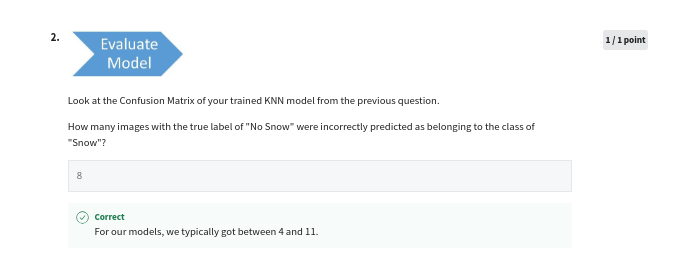 2.
Evaluate
Model
1 / 1 point
Look at the Confusion Matrix of your trained KNN model from the previous question.
How many images with the true label of "No Snow" were incorrectly predicted as belonging to the class of
"Snow"?
8
Correct
For our models, we typically got between 4 and 11.